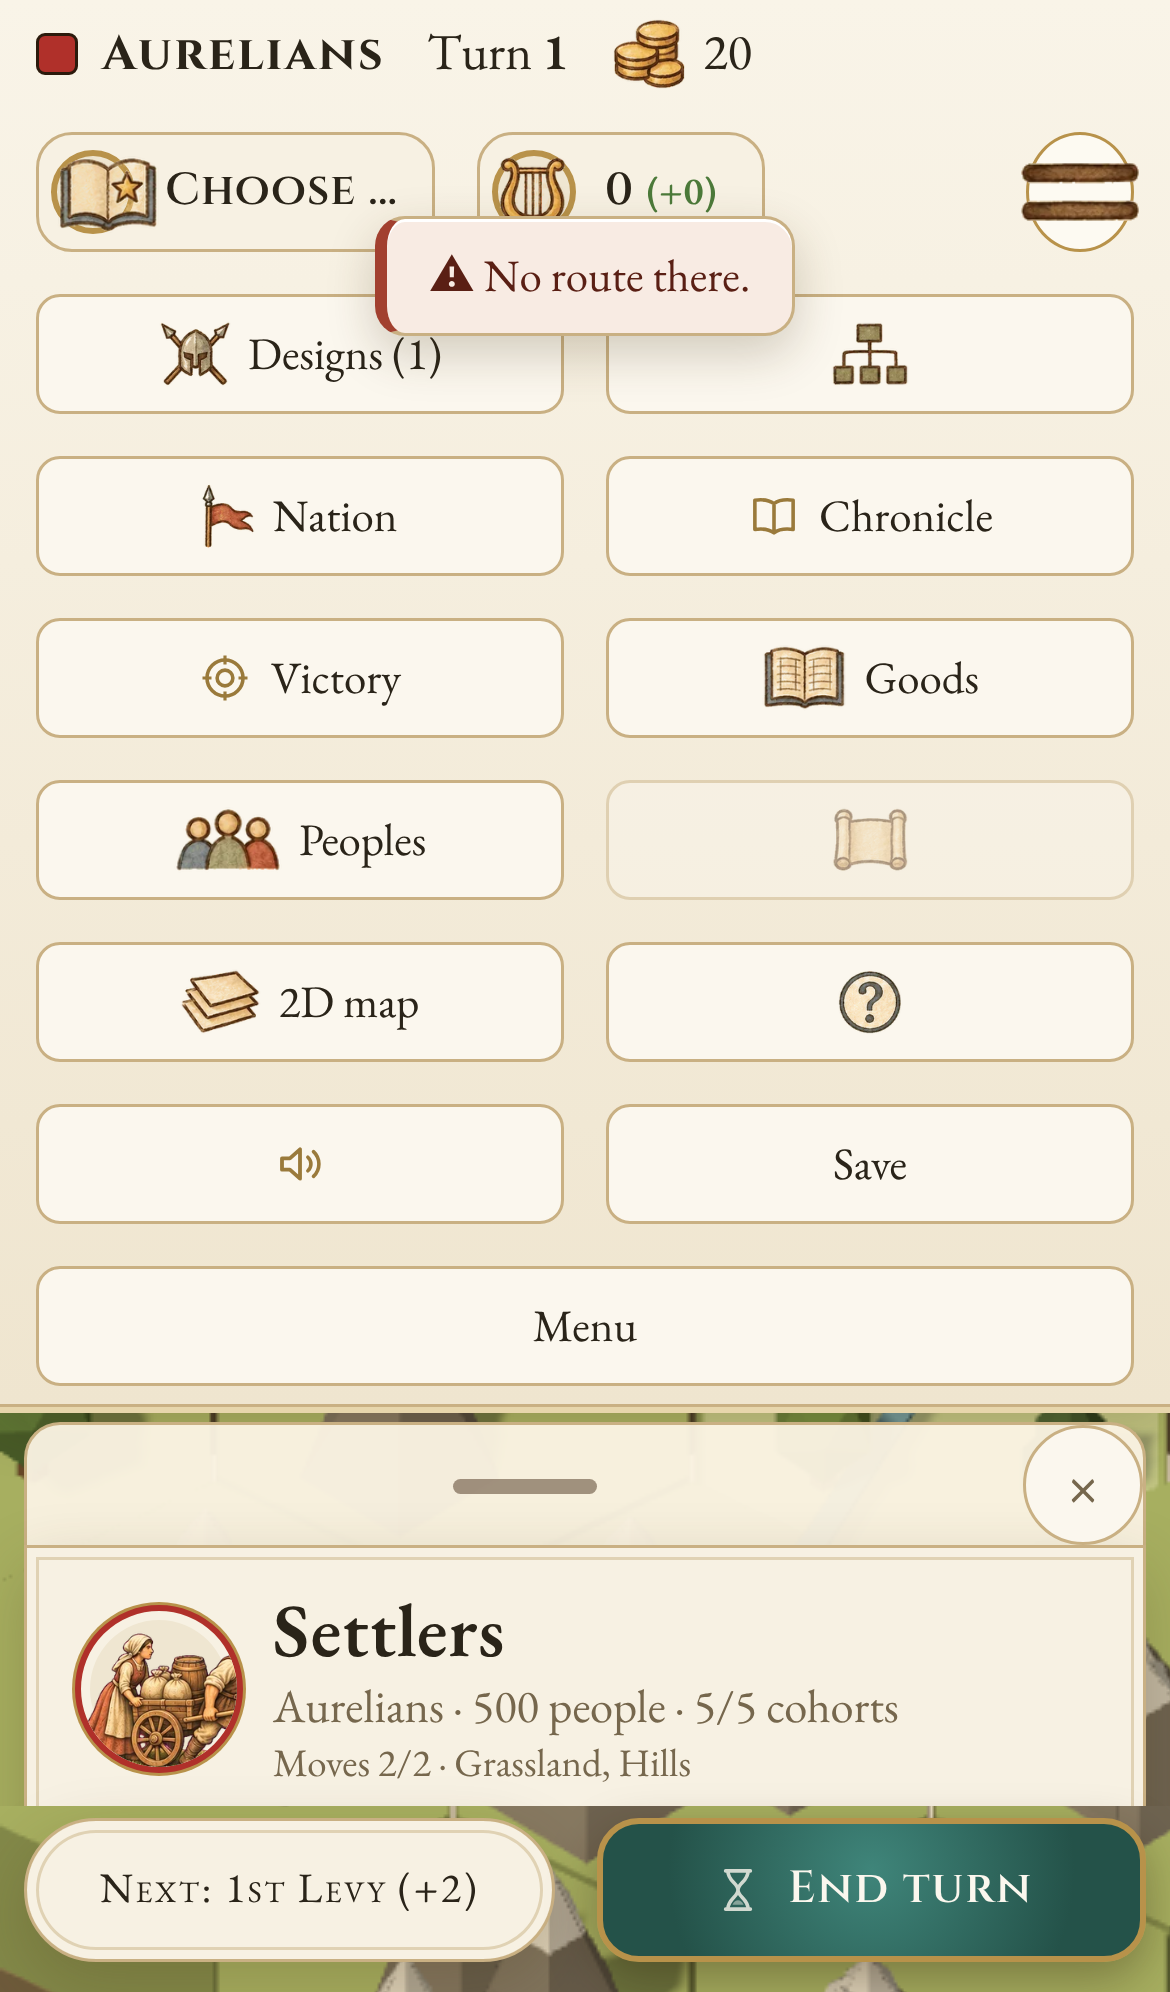 AURELIANS Turn 1 20
CHOOSE ... 0 (+0)
No route there.
Designs (1)
Nation Chronicle
Victory Goods
Peoples
2D map ?
Save
Menu
×
Settlers
Aurelians · 500 people · 5/5 cohorts
Moves 2/2 · Grassland, Hills
NEXT: 1ST LEVY (+2) END TURN